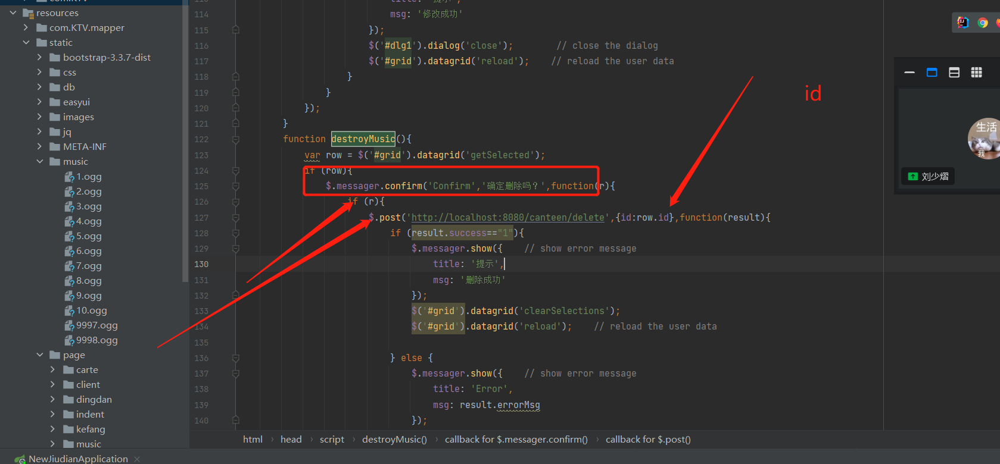 com.KTV
resources
com.KTV.mapper
static
bootstrap-3.3.7-dist
css
db
easyui
images
jq
META-INF
music
1.ogg
2.ogg
3.ogg
4.ogg
5.ogg
6.ogg
7.ogg
8.ogg
9.ogg
10.ogg
9997.ogg
9998.ogg
page
carte
client
dingdan
indent
kefang
music
title: '提示',
114 msg: '修改成功'
115 });
116 $('#dlg1').dialog('close'); // close the dialog
117 $('#grid').datagrid('reload'); // reload the user data
118 }
119 }
120 });
121 }
122 function destroyMusic(){
123 var row = $('#grid').datagrid('getSelected');
124 if (row){
125 $.messager.confirm('Confirm','确定删除吗？',function(r){
126 if (r){
127 $.post('http://localhost:8080/canteen/delete',{id:row.id},function(result){
128 if (result.success=="1"){
129 $.messager.show({ // show error message
130 title: '提示',
131 msg: '删除成功'
132 });
133 $('#grid').datagrid('clearSelections');
134 $('#grid').datagrid('reload'); // reload the user data
135
136 } else {
137 $.messager.show({ // show error message
138 title: 'Error',
139 msg: result.errorMsg
140 });
id
生活
我
刘少熠
html › head › script › destroyMusic() › callback for $.messager.confirm() › callback for $.post()
NewJiudianApplication ×